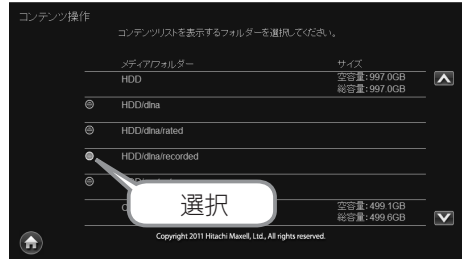 コンテンツ操作
コンテンツリストを表示するフォルダーを選択してください。
メディア/フォルダー サイズ
HDD 空容量:997.0GB
総容量:997.0GB
HDD/dlna
HDD/dlna/rated
HDD/dlna/recorded
選択
空容量:499.1GB
総容量:499.6GB
Copyright 2011 Hitachi Maxell, Ltd., All rights reserved.